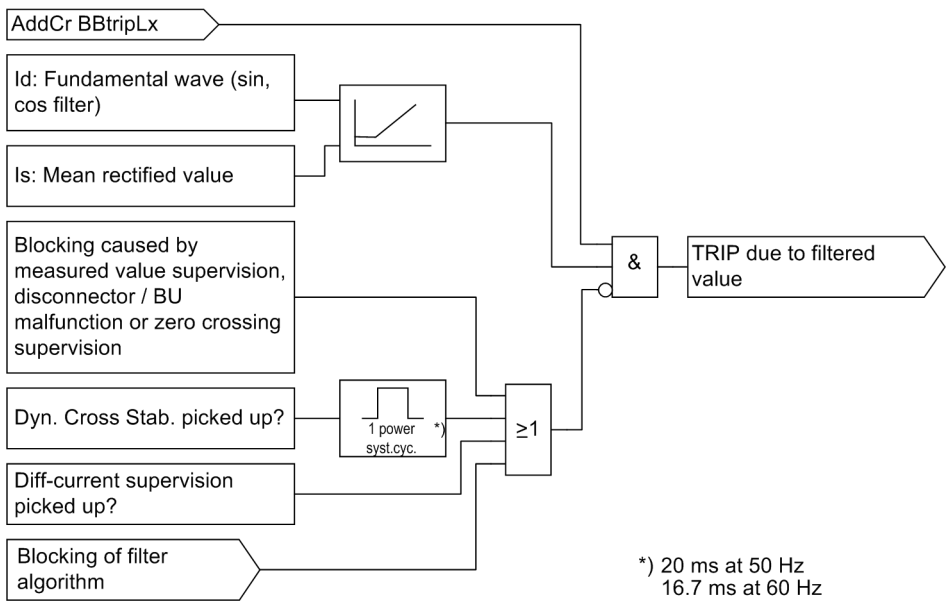 AddCr BBtripLx
Id: Fundamental wave (sin,
cos filter)
Is: Mean rectified value
Blocking caused by
measured value supervision,
disconnector / BU
malfunction or zero crossing
supervision
Dyn. Cross Stab. picked up?
1 power *)
syst.cyc.
Diff-current supervision
picked up?
Blocking of filter
algorithm
≥1
&
TRIP due to filtered
value
*) 20 ms at 50 Hz
16.7 ms at 60 Hz